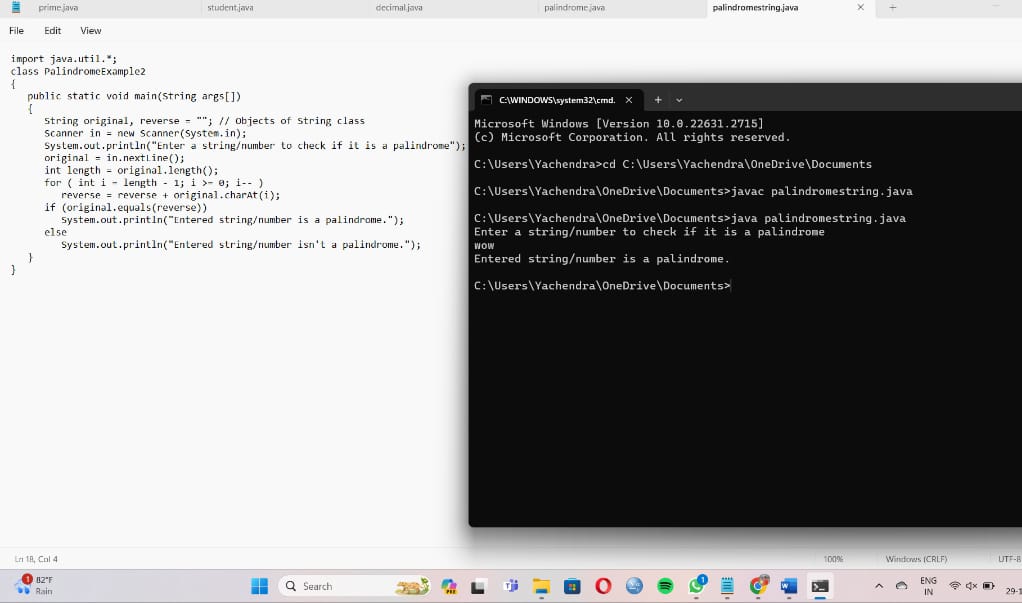 prime.java
student.java
decimal.java
palindrome.java
palindromestring.java
File Edit View
import java.util.*;
class PalindromeExample2
{
public static void main(String args[])
{
String original, reverse = ""; // Objects of String class
Scanner in = new Scanner(System.in);
System.out.println("Enter a string/number to check if it is a palindrome");
original = in.nextLine();
int length = original.length();
for ( int i = length - 1; i >= 0; i-- )
reverse = reverse + original.charAt(i);
if (original.equals(reverse))
System.out.println("Entered string/number is a palindrome.");
else
System.out.println("Entered string/number isn't a palindrome.");
}
}
C:\WINDOWS\system32\cmd.
Microsoft Windows [Version 10.0.22631.2715]
(c) Microsoft Corporation. All rights reserved.
C:\Users\Yachendra>cd C:\Users\Yachendra\OneDrive\Documents
C:\Users\Yachendra\OneDrive\Documents>javac palindromestring.java
C:\Users\Yachendra\OneDrive\Documents>java palindromestring.java
Enter a string/number to check if it is a palindrome
wow
Entered string/number is a palindrome.
C:\Users\Yachendra\OneDrive\Documents>
Ln 18, Col 4
100%
Windows (CRLF)
UTF-8
1
82°F
Rain
Search
PRE
1
ENG
IN
29-1